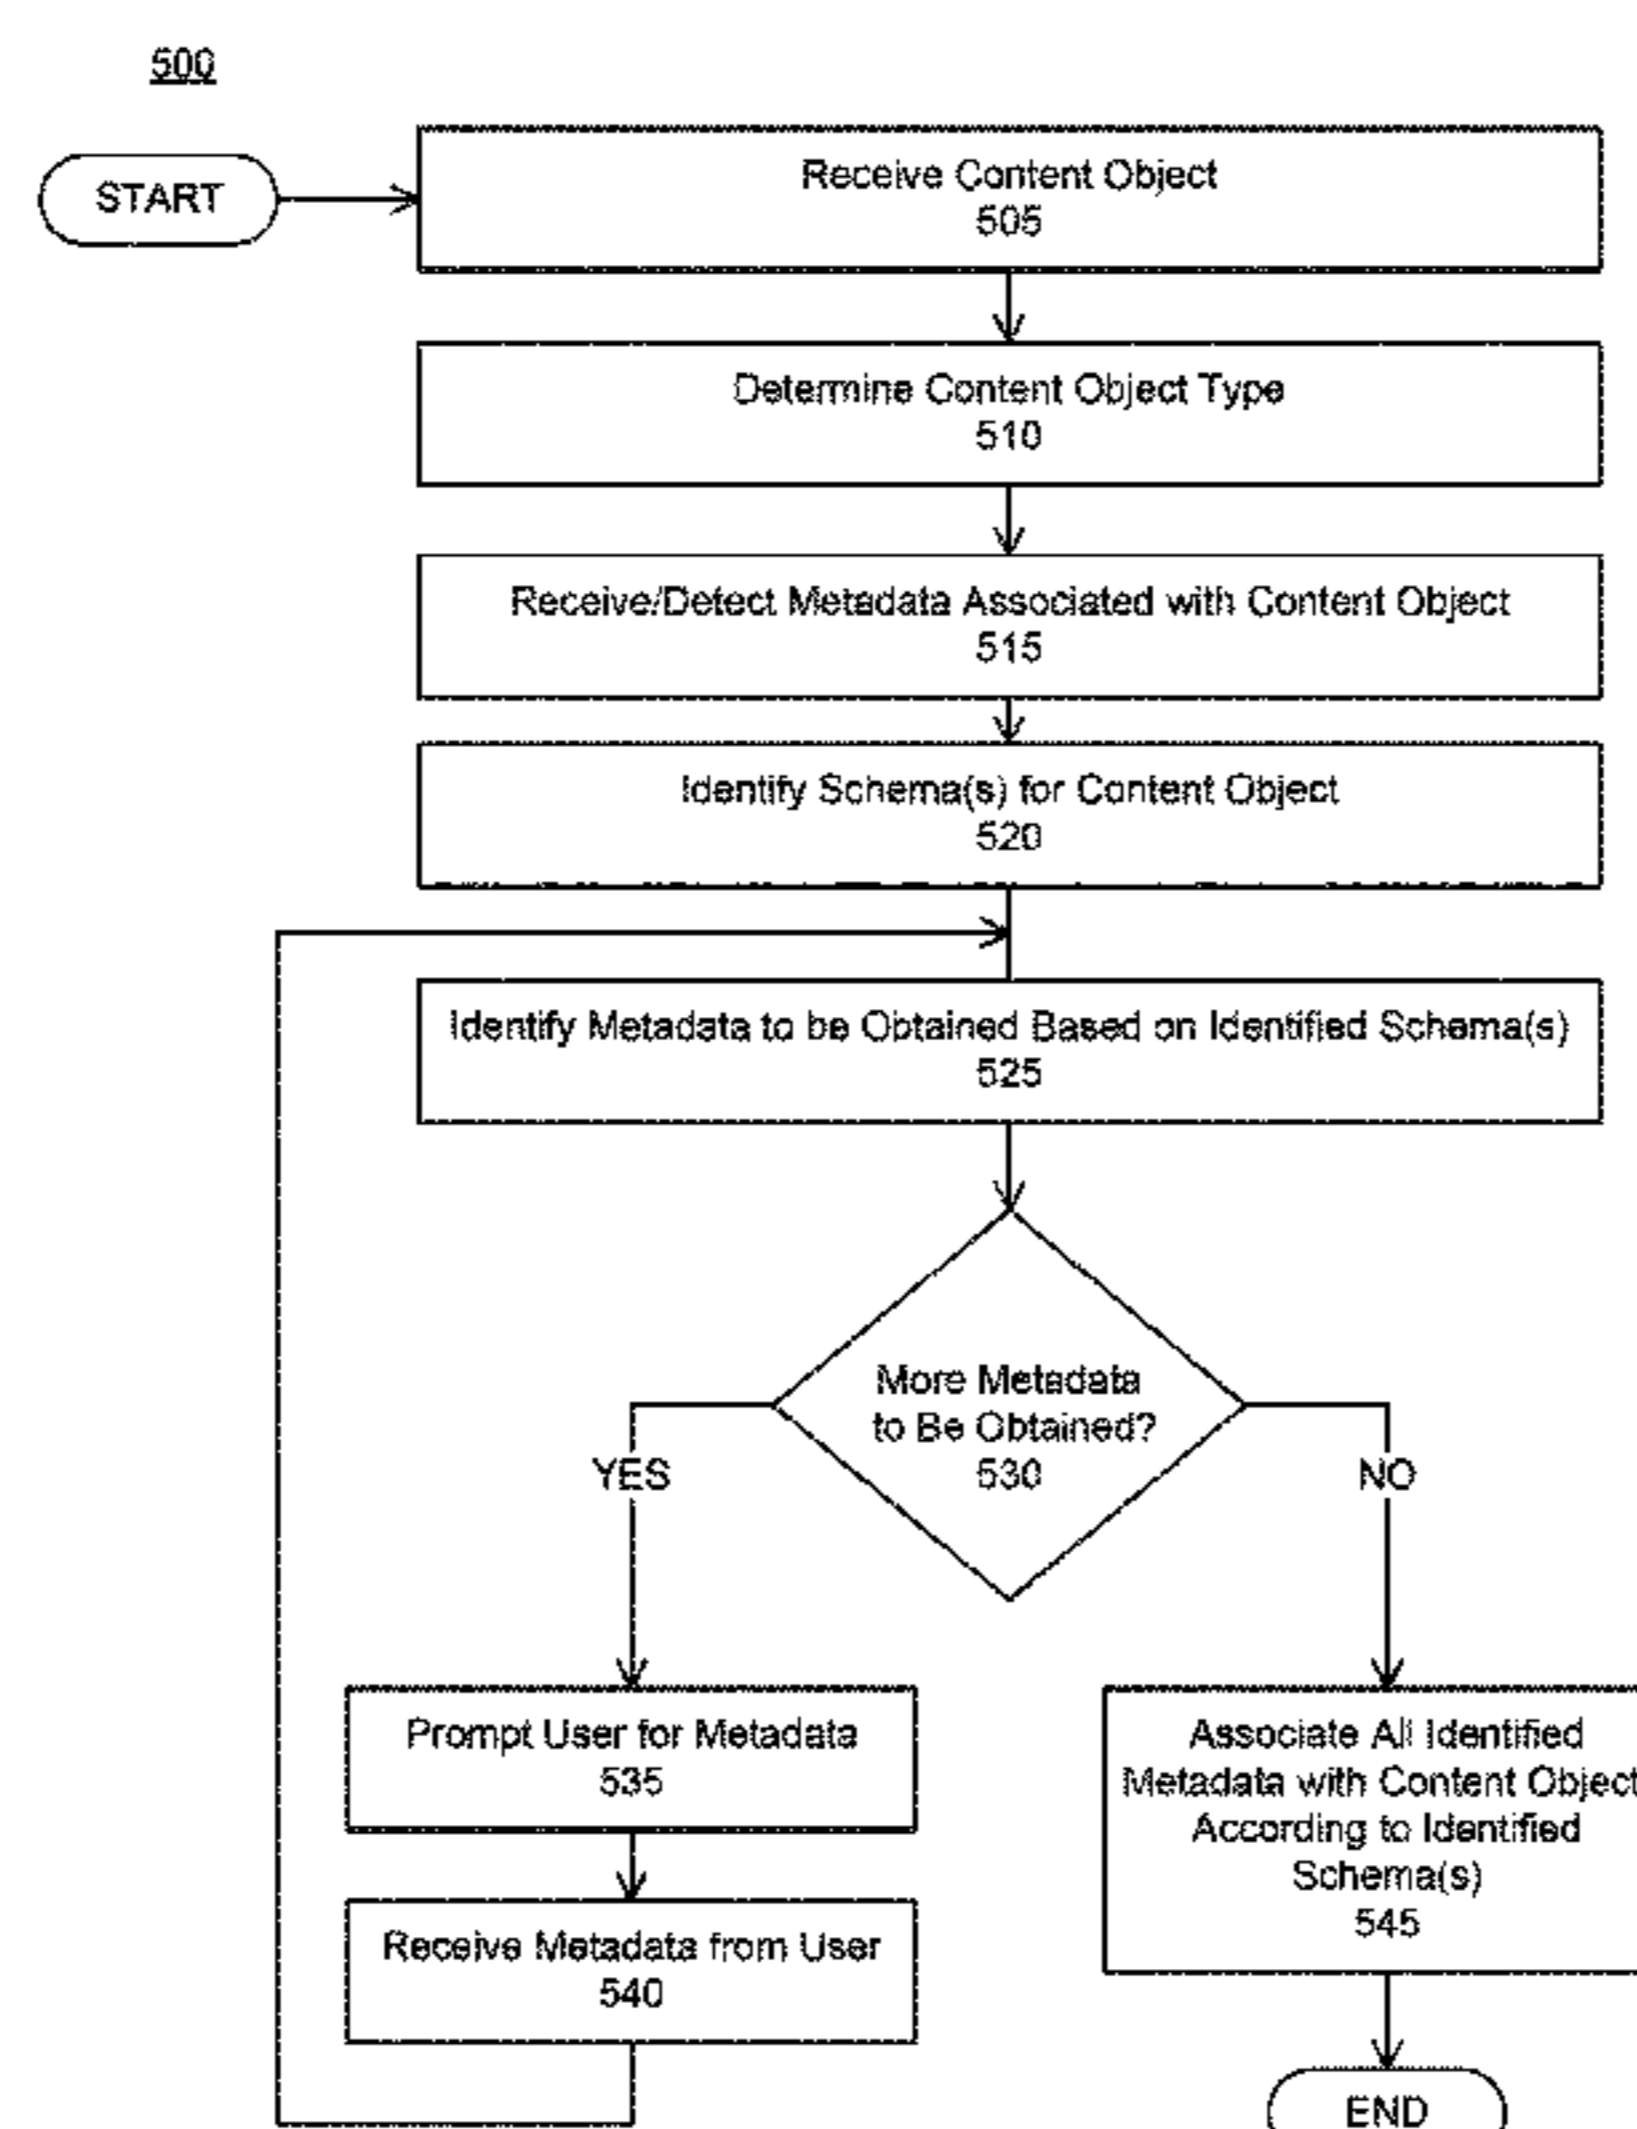 500
START
Receive Content Object
505
Determine Content Object Type
510
Receive/Detect Metadata Associated with Content Object
515
Identify Schema(s) for Content Object
520
Identify Metadata to be Obtained Based on Identified Schema(s)
525
More Metadata
to Be Obtained?
530
YES
NO
Prompt User for Metadata
535
Receive Metadata from User
540
Associate All Identified
Metadata with Content Object
According to Identified
Schema(s)
545
END